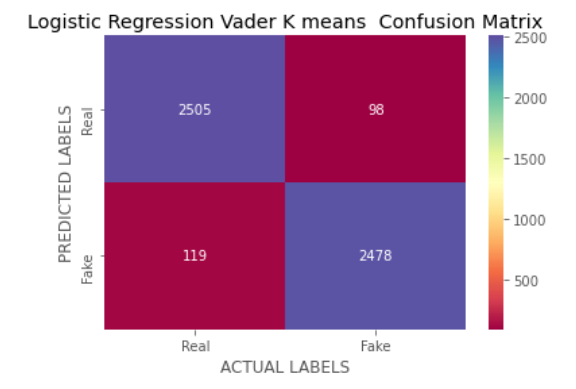 Logistic Regression Vader K means  Confusion Matrix
PREDICTED LABELS
Real
Fake
2505
98
119
2478
Real
Fake
ACTUAL LABELS
2500
2000
1500
1000
500